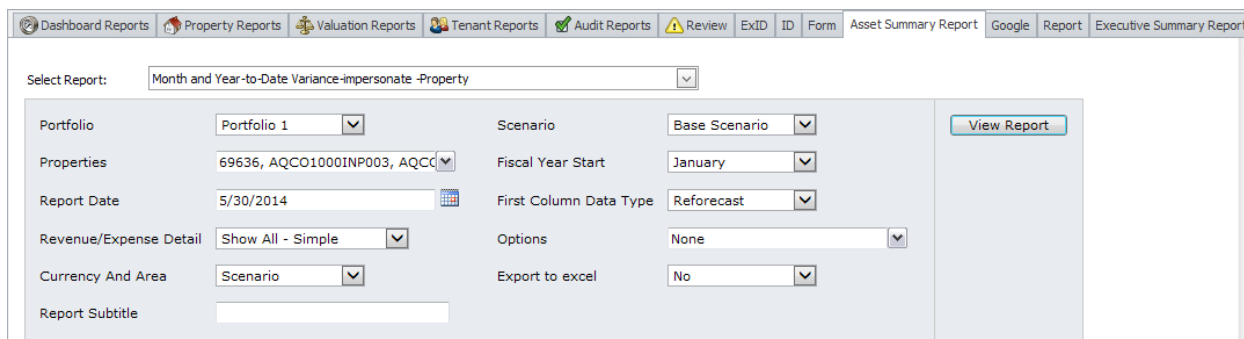 Dashboard Reports Property Reports Valuation Reports Tenant Reports Audit Reports Review ExID ID Form Asset Summary Report Google Report Executive Summary Report
Select Report: Month and Year-to-Date Variance-impersonate -Property
Portfolio Portfolio 1 Scenario Base Scenario View Report
Properties 69636, AQCO1000INP003, AQCO Fiscal Year Start January
Report Date 5/30/2014 First Column Data Type Reforecast
Revenue/Expense Detail Show All - Simple Options None
Currency And Area Scenario Export to excel No
Report Subtitle